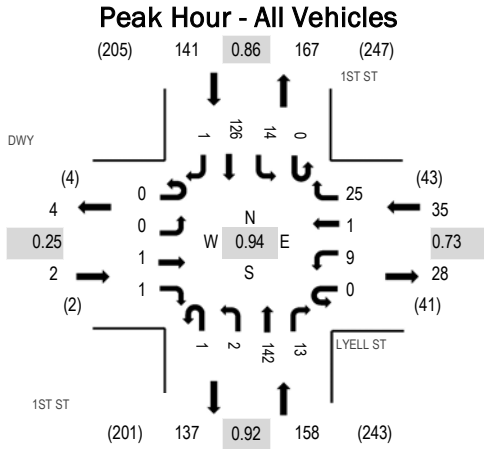 Peak Hour - All Vehicles
(205) 141 0.86 167 (247)
1ST ST
DWY
1 126 14 0
(4) (43)
0 25
4 35
0 1
N
0.25 W 0.94 E 0.73
1 9
S
2 28
1 0
(2) (41)
1 2 142 13
LYELL ST
1ST ST
(201) 137 0.92 158 (243)